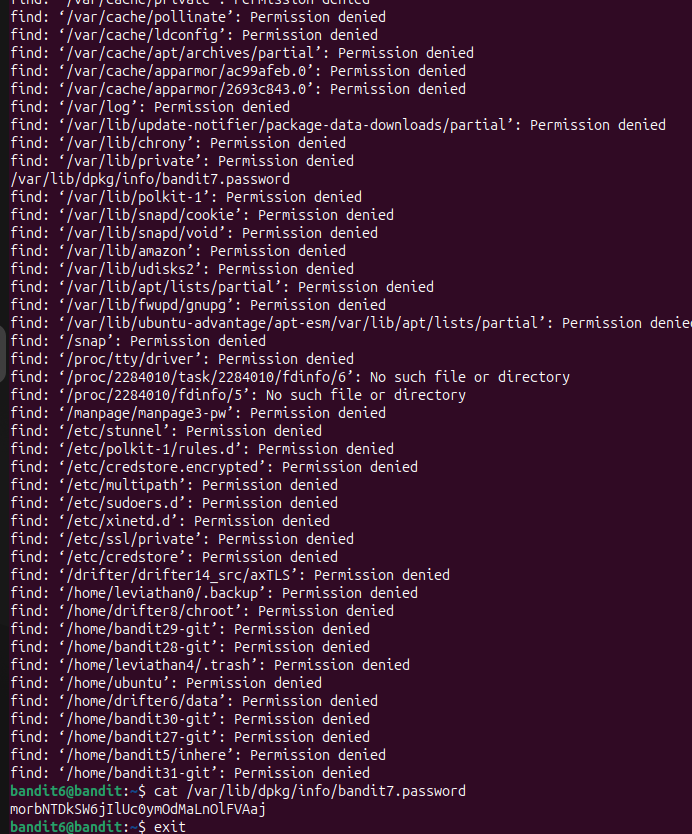 find: ‘/var/cache/private’: Permission denied
find: ‘/var/cache/pollinate’: Permission denied
find: ‘/var/cache/ldconfig’: Permission denied
find: ‘/var/cache/apt/archives/partial’: Permission denied
find: ‘/var/cache/apparmor/ac99afeb.0’: Permission denied
find: ‘/var/cache/apparmor/2693c843.0’: Permission denied
find: ‘/var/log’: Permission denied
find: ‘/var/lib/update-notifier/package-data-downloads/partial’: Permission denied
find: ‘/var/lib/chrony’: Permission denied
find: ‘/var/lib/private’: Permission denied
/var/lib/dpkg/info/bandit7.password
find: ‘/var/lib/polkit-1’: Permission denied
find: ‘/var/lib/snapd/cookie’: Permission denied
find: ‘/var/lib/snapd/void’: Permission denied
find: ‘/var/lib/amazon’: Permission denied
find: ‘/var/lib/udisks2’: Permission denied
find: ‘/var/lib/apt/lists/partial’: Permission denied
find: ‘/var/lib/fwupd/gnupg’: Permission denied
find: ‘/var/lib/ubuntu-advantage/apt-esm/var/lib/apt/lists/partial’: Permission denie
find: ‘/snap’: Permission denied
find: ‘/proc/tty/driver’: Permission denied
find: ‘/proc/2284010/task/2284010/fdinfo/6’: No such file or directory
find: ‘/proc/2284010/fdinfo/5’: No such file or directory
find: ‘/manpage/manpage3-pw’: Permission denied
find: ‘/etc/stunnel’: Permission denied
find: ‘/etc/polkit-1/rules.d’: Permission denied
find: ‘/etc/credstore.encrypted’: Permission denied
find: ‘/etc/multipath’: Permission denied
find: ‘/etc/sudoers.d’: Permission denied
find: ‘/etc/xinetd.d’: Permission denied
find: ‘/etc/ssl/private’: Permission denied
find: ‘/etc/credstore’: Permission denied
find: ‘/drifter/drifter14_src/axTLS’: Permission denied
find: ‘/home/leviathan0/.backup’: Permission denied
find: ‘/home/drifter8/chroot’: Permission denied
find: ‘/home/bandit29-git’: Permission denied
find: ‘/home/bandit28-git’: Permission denied
find: ‘/home/leviathan4/.trash’: Permission denied
find: ‘/home/ubuntu’: Permission denied
find: ‘/home/drifter6/data’: Permission denied
find: ‘/home/bandit30-git’: Permission denied
find: ‘/home/bandit27-git’: Permission denied
find: ‘/home/bandit5/inhere’: Permission denied
find: ‘/home/bandit31-git’: Permission denied
bandit6@bandit:~$ cat /var/lib/dpkg/info/bandit7.password
morbNTDkSW6jIlUc0ymOdMaLnOlFVAaj
bandit6@bandit:~$ exit